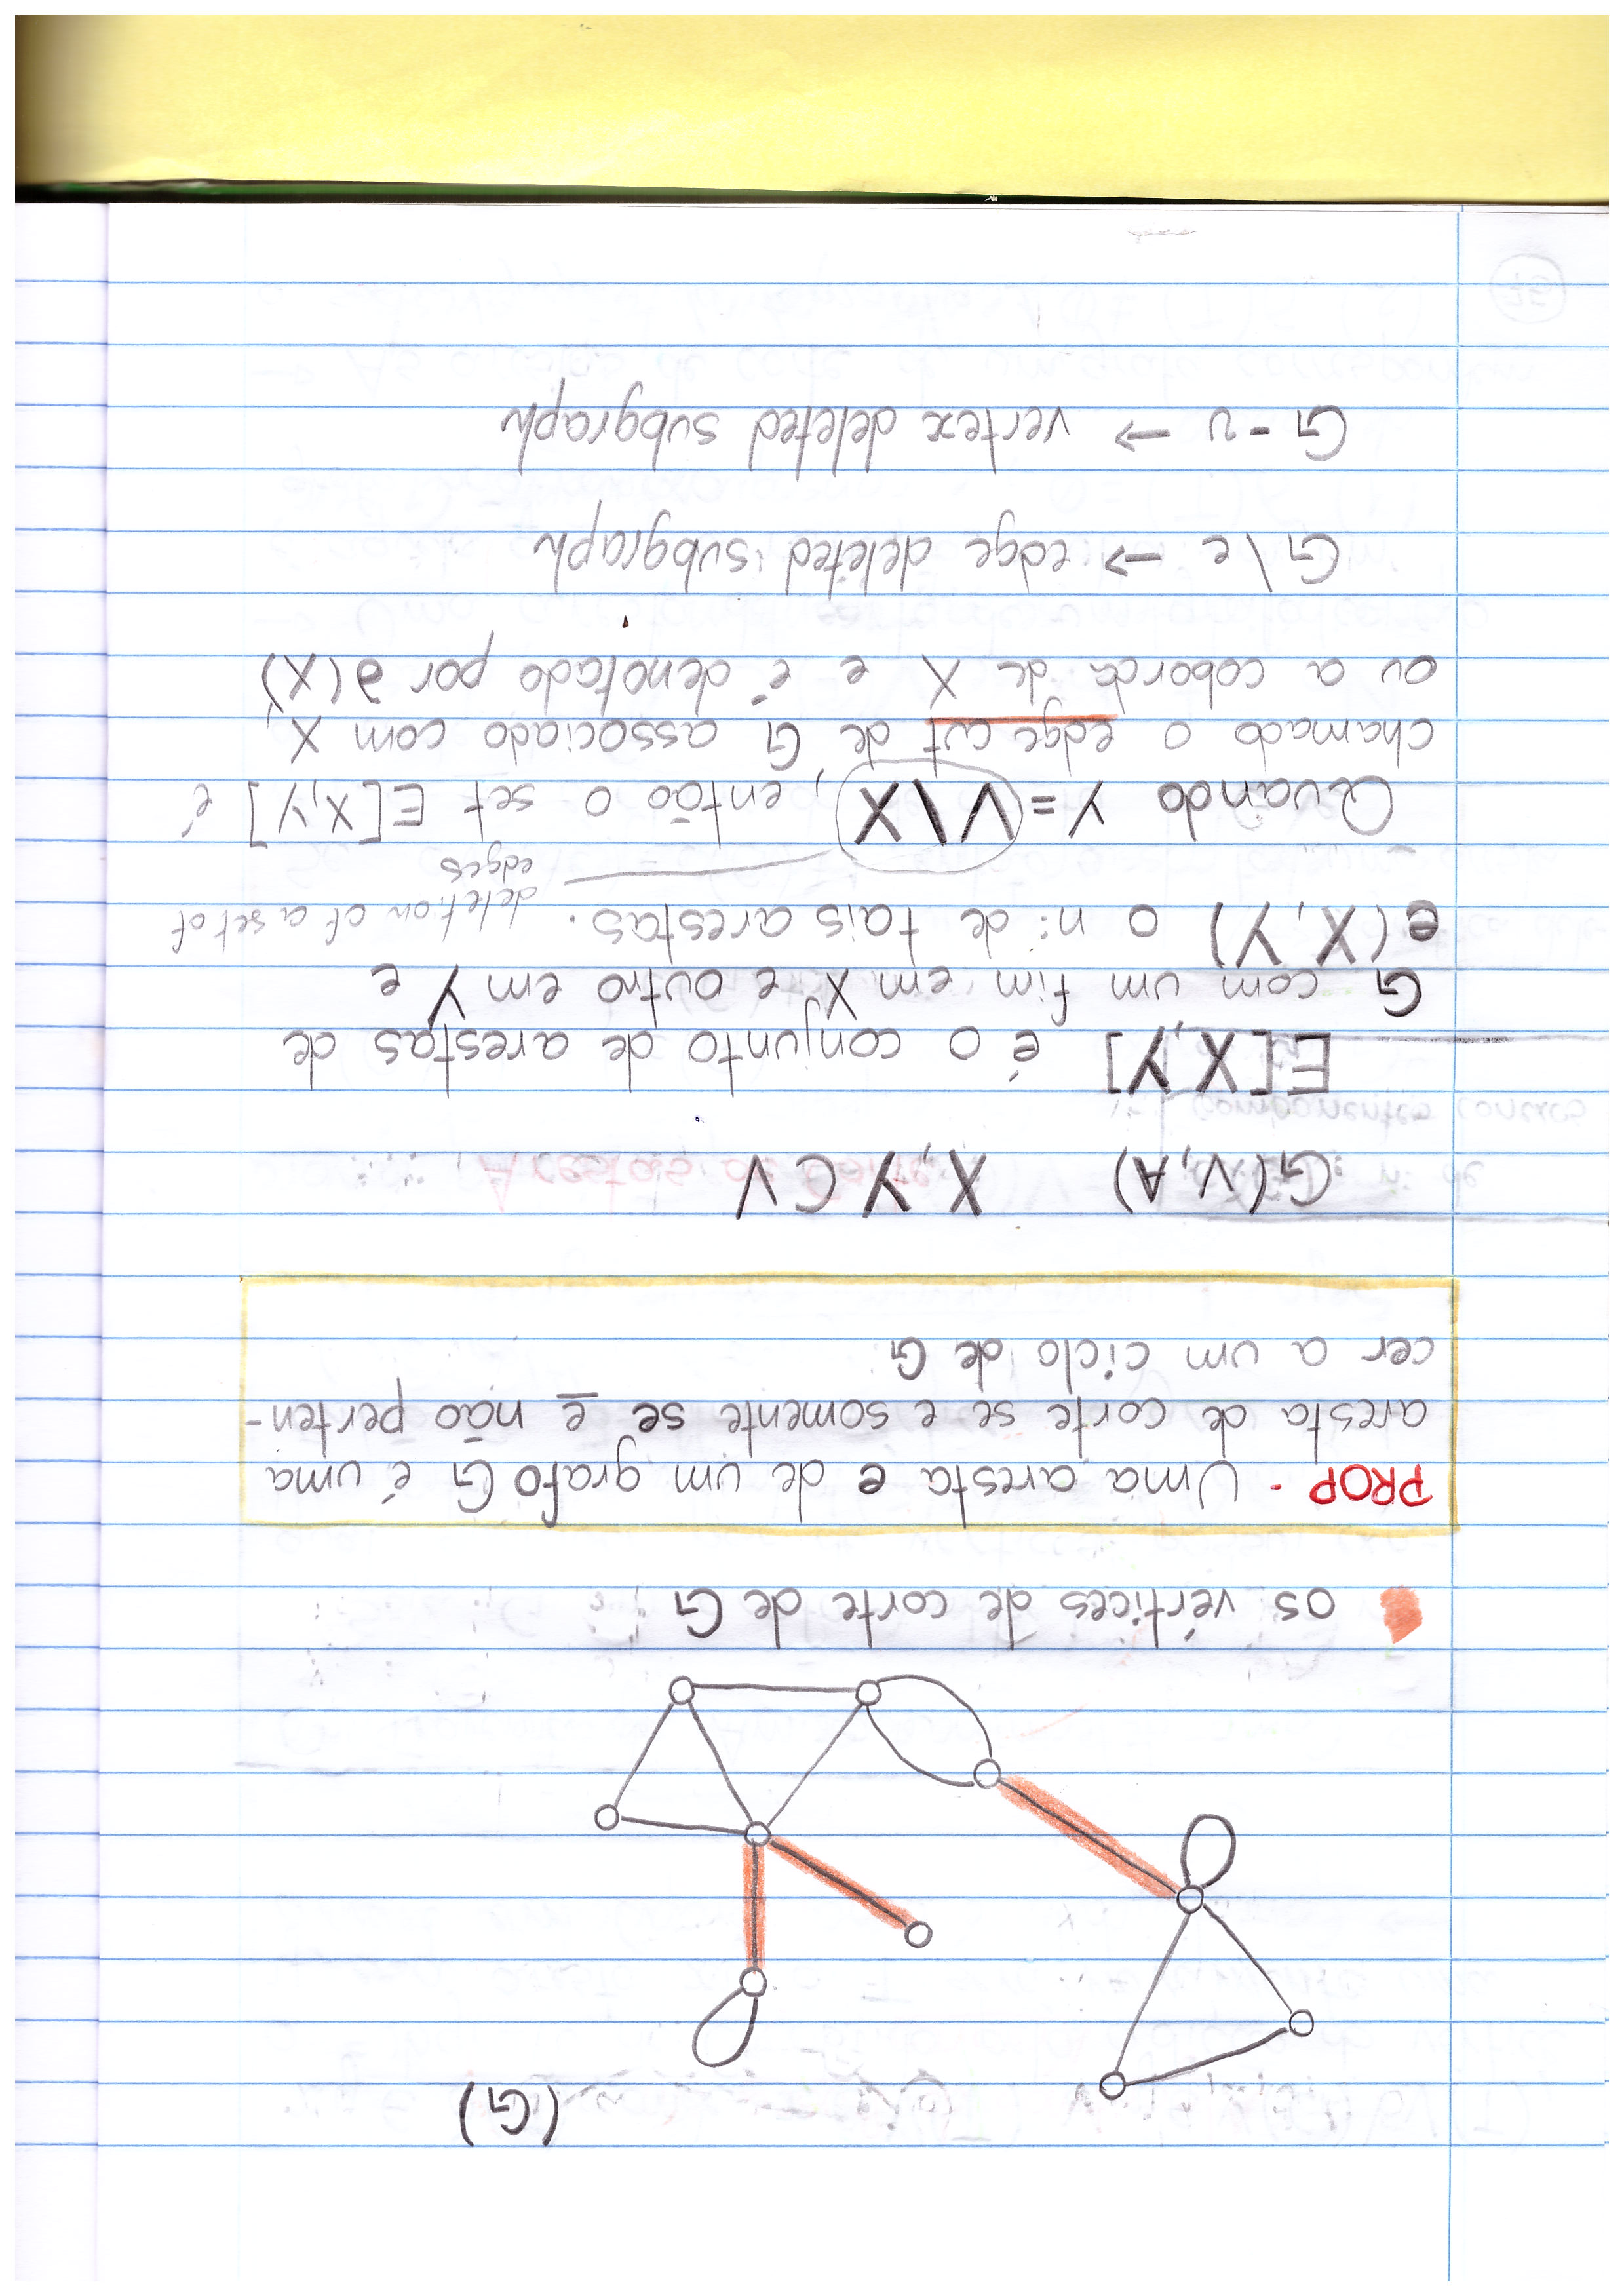 (G)
os vértices de corte de G
PROP - Uma aresta e de um grafo G é uma
aresta de corte se e somente se e não perten-
cer a um ciclo de G
G(V,A) X,Y ⊂ V
E[X,Y] é o conjunto de arestas de
G com um fim em X e outro em Y e
e(X,Y) o n: de tais arestas.
deletion of a set of
edges
Quando Y = V\X, então o set E[X,Y] é
chamado o edge cut de G associado com X,
ou a coborda de X e é denotado por ∂(X)
G\e → edge deleted subgraph
G-v → vertex deleted subgraph